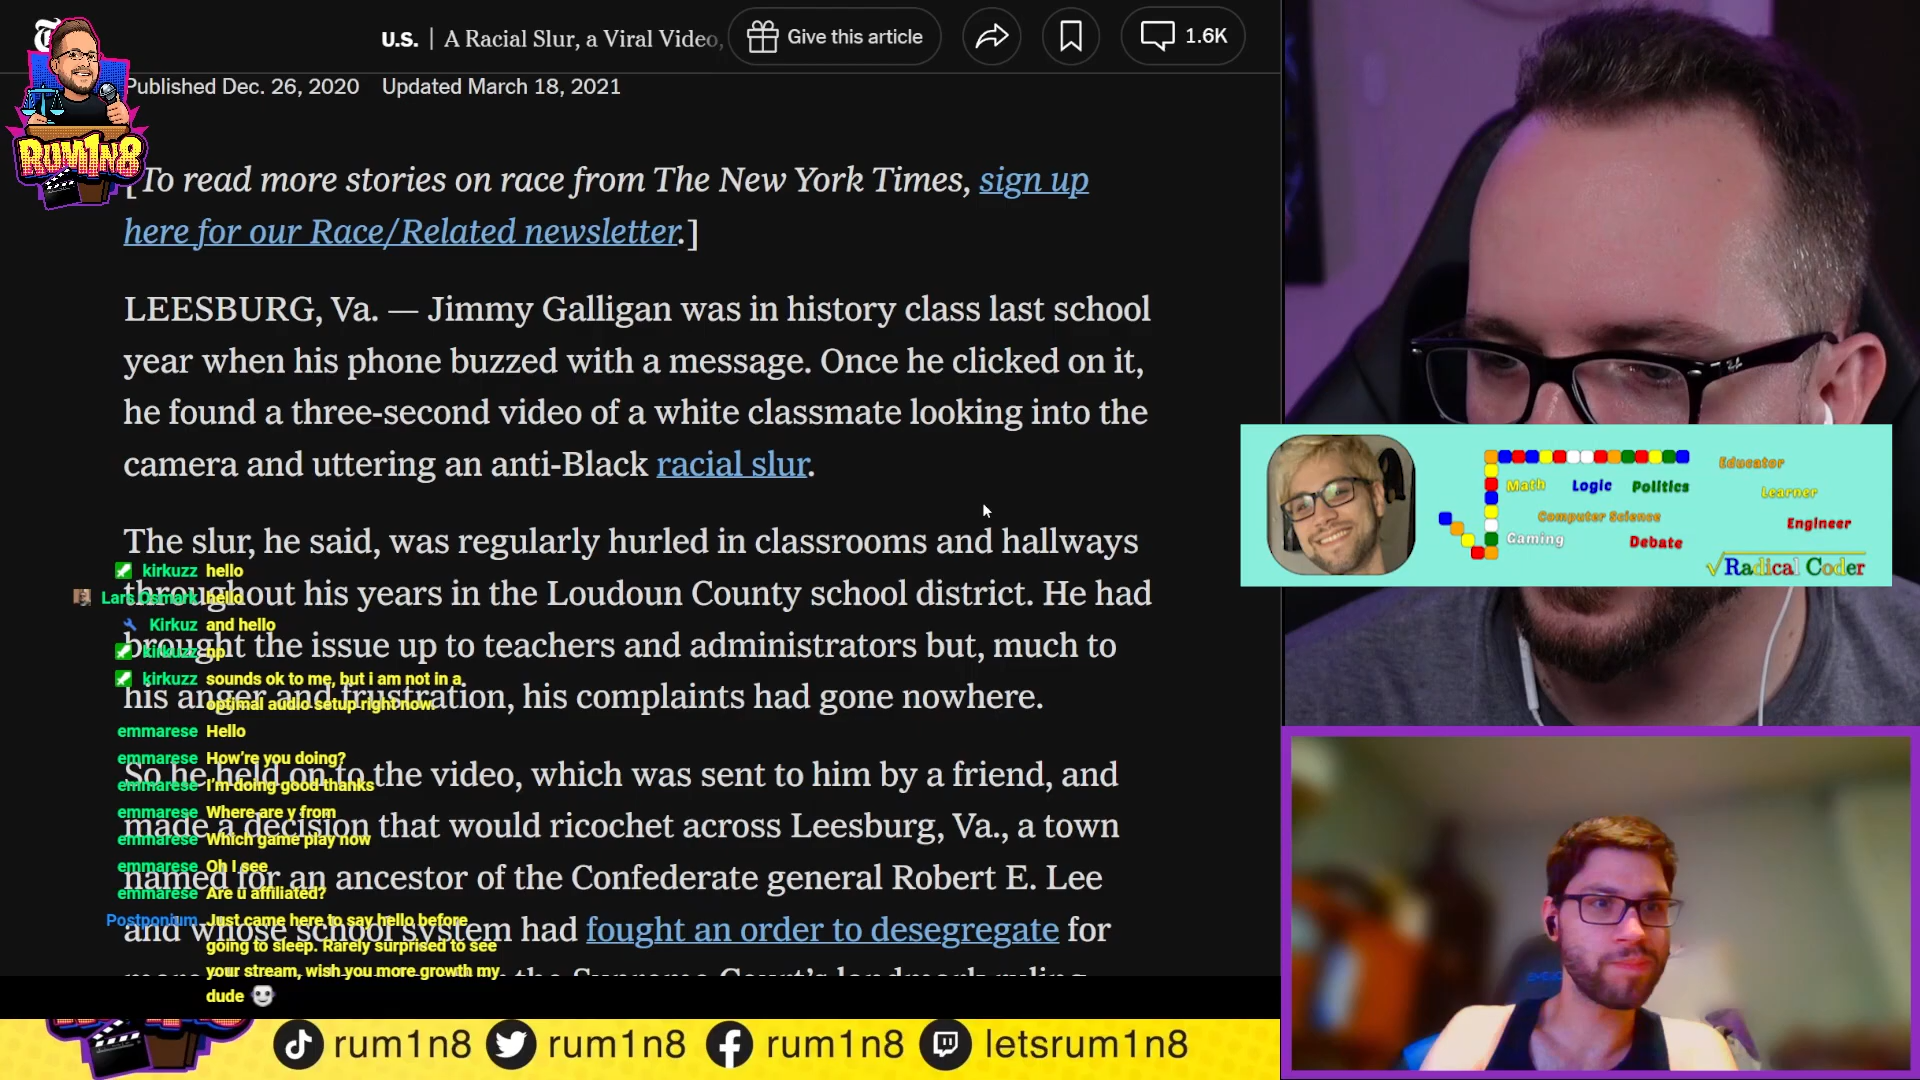 U.S. | A Racial Slur, a Viral Video,
Give this article
1.6K
Published Dec. 26, 2020 Updated March 18, 2021
RUM1N8
[To read more stories on race from The New York Times, sign up
here for our Race/Related newsletter.]
LEESBURG, Va. — Jimmy Galligan was in history class last school
year when his phone buzzed with a message. Once he clicked on it,
he found a three-second video of a white classmate looking into the
camera and uttering an anti-Black racial slur.
The slur, he said, was regularly hurled in classrooms and hallways
throughout his years in the Loudoun County school district. He had
brought the issue up to teachers and administrators but, much to
his anger and frustration, his complaints had gone nowhere.
So he held on to the video, which was sent to him by a friend, and
made a decision that would ricochet across Leesburg, Va., a town
named for an ancestor of the Confederate general Robert E. Lee
and whose school system had fought an order to desegregate for
the Supreme Court's landmark ruling
kirkuzz hello
Lars Osmark hello
Kirkuz and hello
kirkuzz np
kirkuzz sounds ok to me, but i am not in a
optimal audio setup right now.
emmarese Hello
emmarese How're you doing?
emmarese I'm doing good thanks
emmarese Where are y from
emmarese Which game play now
emmarese Oh I see
emmarese Are u affiliated?
Postponium Just came here to say hello before
going to sleep. Rarely surprised to see
your stream, wish you more growth my
dude
Math Logic Politics
Computer Science
Gaming Debate
Educator
Learner
Engineer
√Radical Coder
rum1n8 rum1n8 rum1n8 letsrum1n8